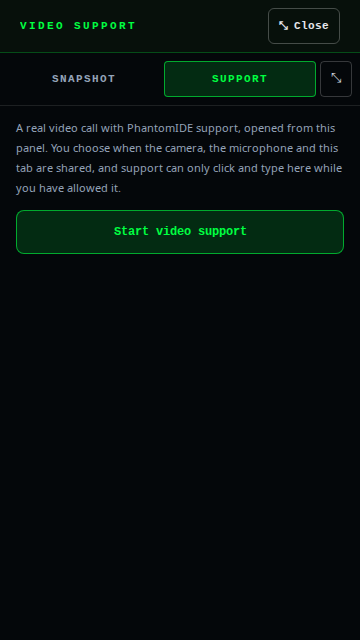 VIDEO SUPPORT
Close
SNAPSHOT
SUPPORT
A real video call with PhantomIDE support, opened from this
panel. You choose when the camera, the microphone and this
tab are shared, and support can only click and type here while
you have allowed it.
Start video support